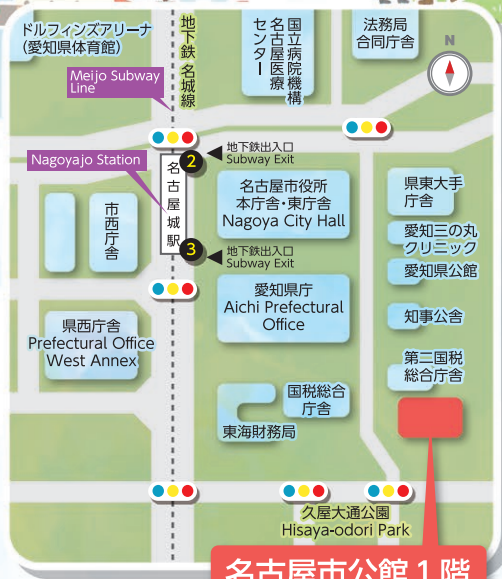 ドルフィンズアリーナ
(愛知県体育館)
地下鉄 名城線
国立病院機構
名古屋医療
センター
法務局
合同庁舎
N
Meijo Subway
Line
地下鉄出入口
Subway Exit
2
Nagoyajo Station
名古屋城駅
名古屋市役所
本庁舎・東庁舎
Nagoya City Hall
県東大手
庁舎
市西庁舎
愛知三の丸
クリニック
3
地下鉄出入口
Subway Exit
愛知県公館
愛知県庁
Aichi Prefectural
Office
知事公舎
県西庁舎
Prefectural Office
West Annex
第二国税
総合庁舎
国税総合
庁舎
東海財務局
久屋大通公園
Hisaya-odori Park
名古屋市公館1階